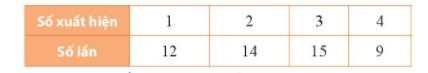 Số xuất hiện 1 2 3 4
Số lần 12 14 15 9